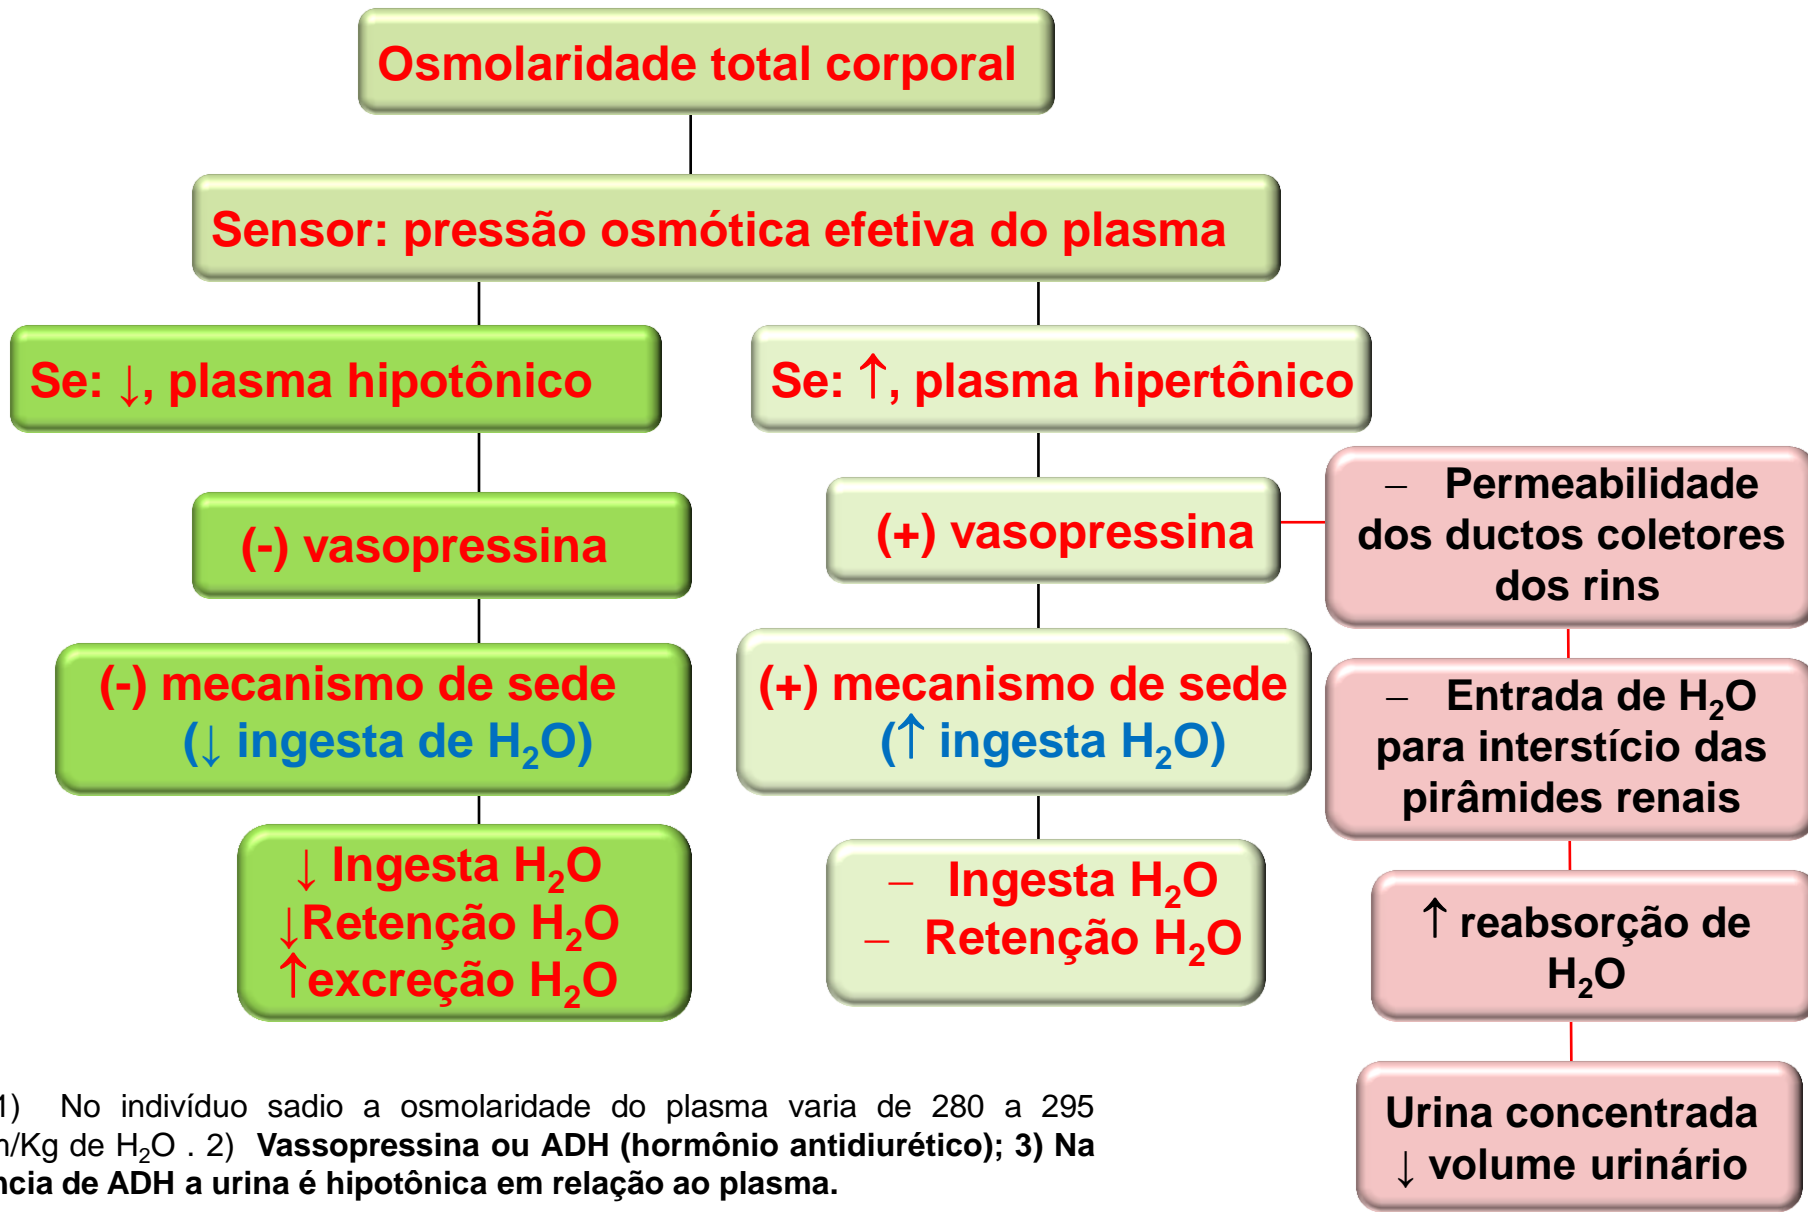 Osmolaridade total corporal
Sensor: pressão osmótica efetiva do plasma
Se: ↓, plasma hipotônico
(-) vasopressina
(-) mecanismo de sede
(↓ ingesta de H₂O)
↓ Ingesta H₂O
↓Retenção H₂O
↑excreção H₂O
Se: ↑, plasma hipertônico
(+) vasopressina
(+) mecanismo de sede
(↑ ingesta H₂O)
– Ingesta H₂O
– Retenção H₂O
– Permeabilidade
dos ductos coletores
dos rins
– Entrada de H₂O
para interstício das
pirâmides renais
↑ reabsorção de
H₂O
Urina concentrada
↓ volume urinário
1) No indivíduo sadio a osmolaridade do plasma varia de 280 a 295
/Kg de H₂O . 2) Vassopressina ou ADH (hormônio antidiurético); 3) Na
de ADH a urina é hipotônica em relação ao plasma.